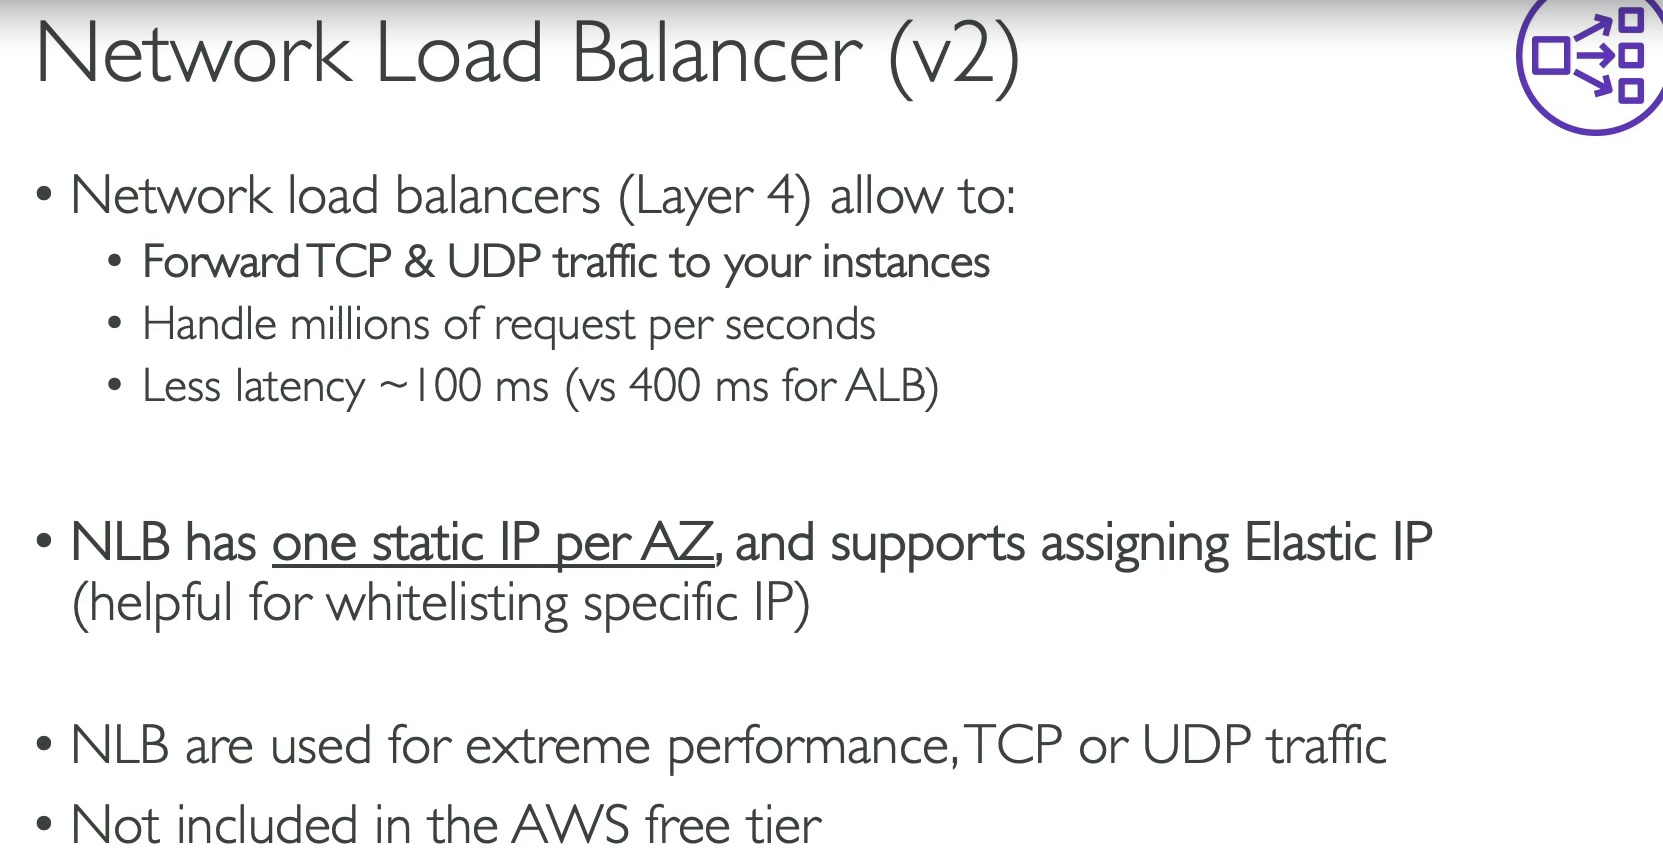 Network Load Balancer (v2)
• Network load balancers (Layer 4) allow to:
• Forward TCP & UDP traffic to your instances
• Handle millions of request per seconds
• Less latency ~100 ms (vs 400 ms for ALB)
• NLB has one static IP per AZ, and supports assigning Elastic IP
(helpful for whitelisting specific IP)
• NLB are used for extreme performance, TCP or UDP traffic
• Not included in the AWS free tier